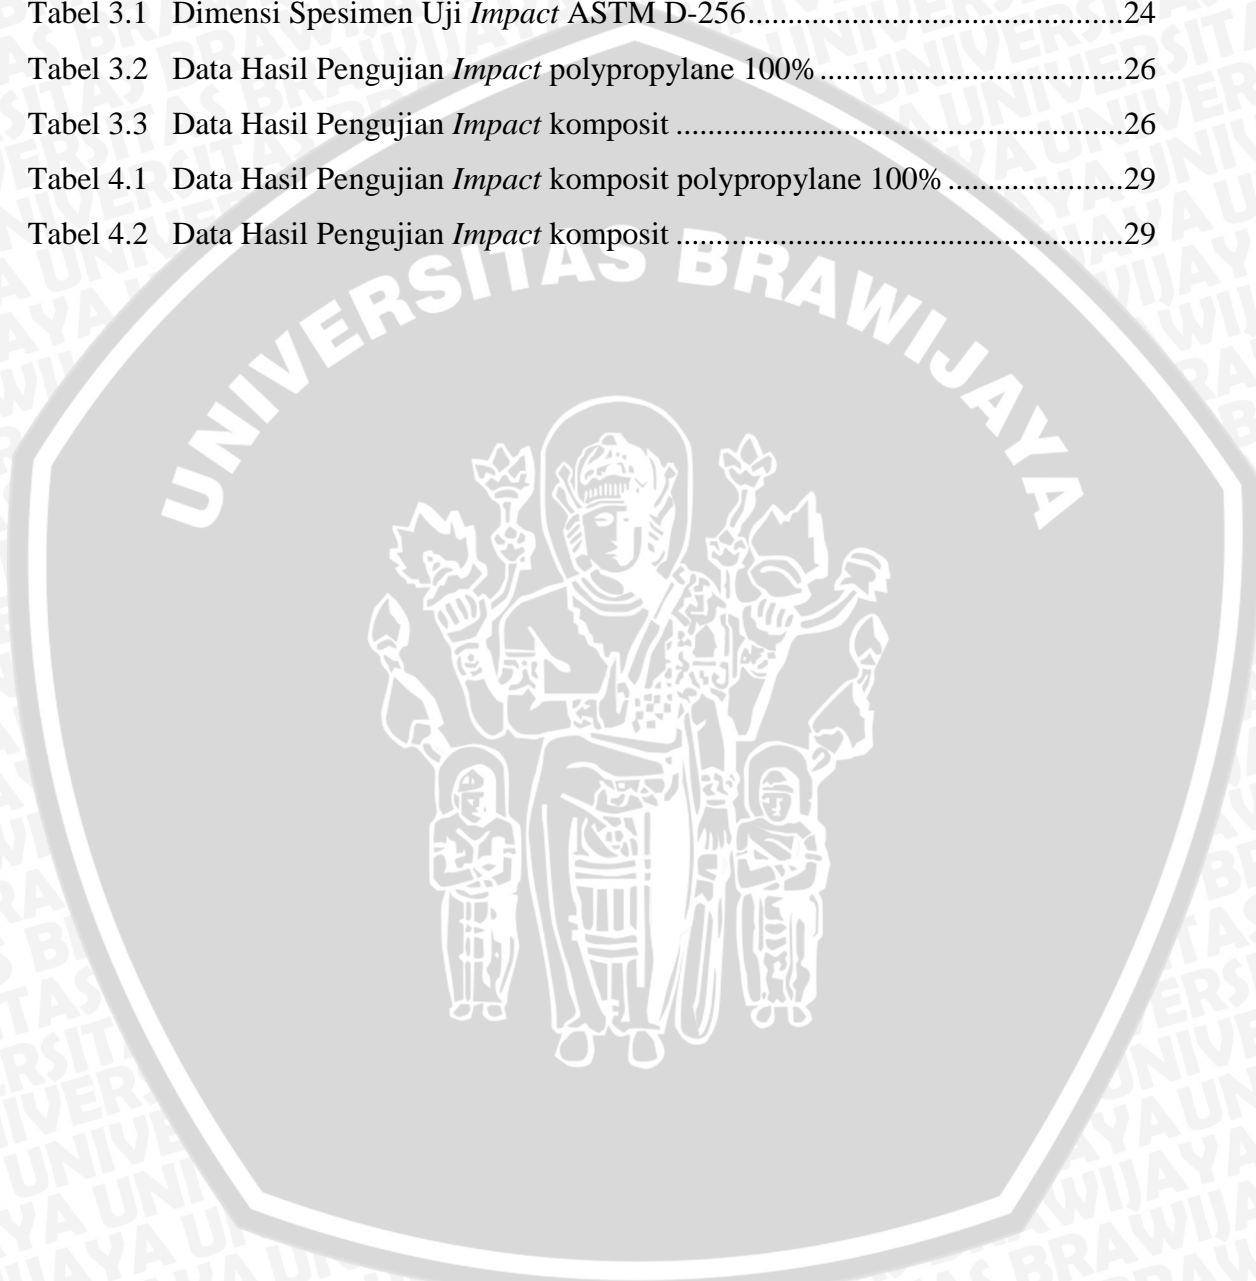 Tabel 3.1 Dimensi Spesimen Uji Impact ASTM D-256...............................................24
Tabel 3.2 Data Hasil Pengujian Impact polypropylane 100%......................................26
Tabel 3.3 Data Hasil Pengujian Impact komposit........................................................26
Tabel 4.1 Data Hasil Pengujian Impact komposit polypropylane 100%......................29
Tabel 4.2 Data Hasil Pengujian Impact komposit........................................................29
UNIVERSITAS BRAWIJAYA